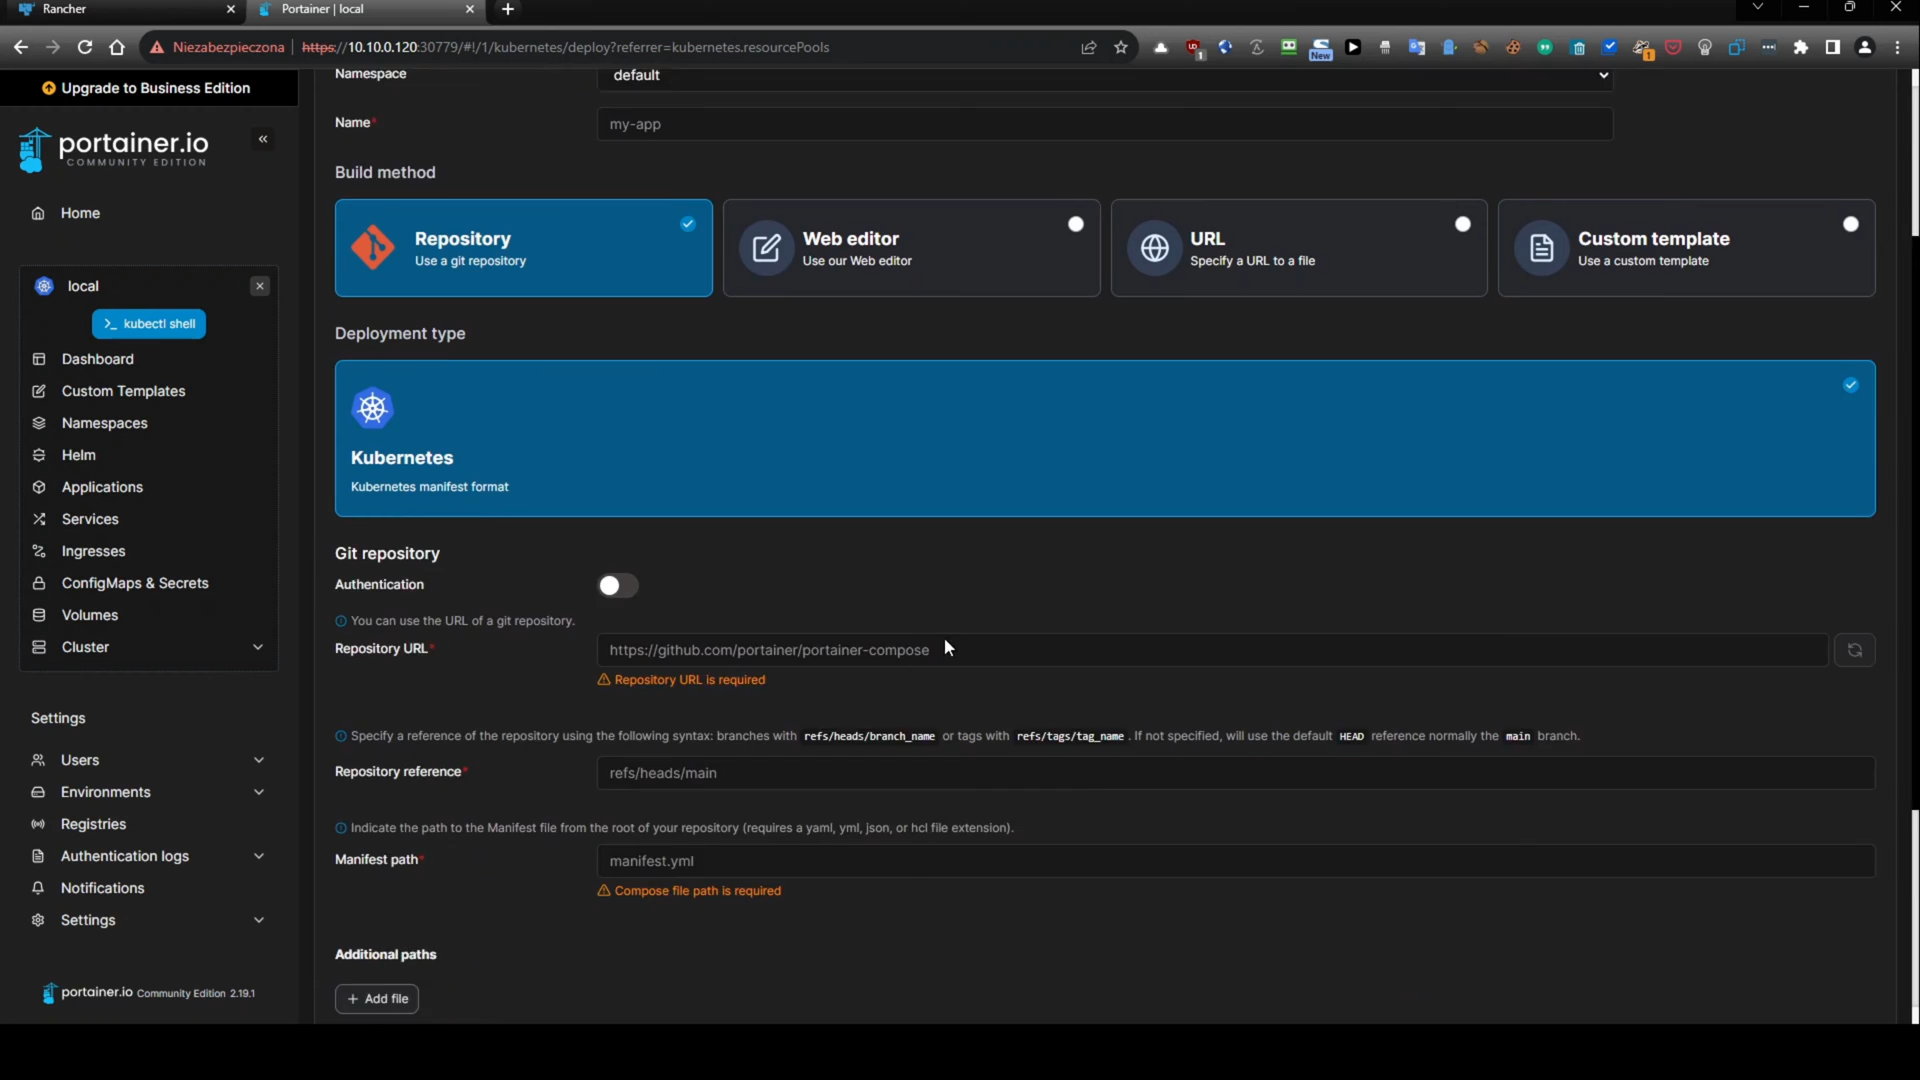 Rancher
Portainer | local
Niezabezpieczona
https://10.10.0.120:30779/#!/1/kubernetes/deploy?referrer=kubernetes.resourcePools
1
New
1
Upgrade to Business Edition
portainer.io
COMMUNITY EDITION
Home
local
>_ kubectl shell
Dashboard
Custom Templates
Namespaces
Helm
Applications
Services
Ingresses
ConfigMaps & Secrets
Volumes
Cluster
Settings
Users
Environments
Registries
Authentication logs
Notifications
Settings
portainer.io Community Edition 2.19.1
Namespace
default
Name*
my-app
Build method
Repository
Use a git repository
Web editor
Use our Web editor
URL
Specify a URL to a file
Custom template
Use a custom template
Deployment type
Kubernetes
Kubernetes manifest format
Git repository
Authentication
You can use the URL of a git repository.
Repository URL*
https://github.com/portainer/portainer-compose
Repository URL is required
Specify a reference of the repository using the following syntax: branches with refs/heads/branch_name or tags with refs/tags/tag_name. If not specified, will use the default HEAD reference normally the main branch.
Repository reference*
refs/heads/main
Indicate the path to the Manifest file from the root of your repository (requires a yaml, yml, json, or hcl file extension).
Manifest path*
manifest.yml
Compose file path is required
Additional paths
+ Add file